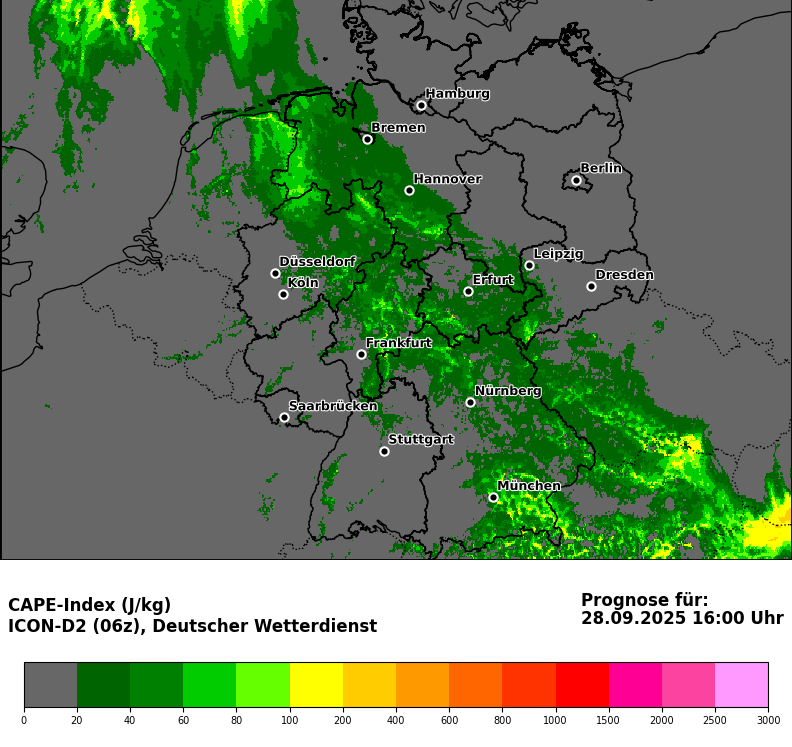 Hamburg
Bremen
Berlin
Hannover
Leipzig
Düsseldorf
Dresden
Köln
Erfurt
Frankfurt
Nürnberg
Saarbrücken
Stuttgart
München
CAPE-Index (J/kg)
ICON-D2 (06z), Deutscher Wetterdienst
Prognose für:
28.09.2025 16:00 Uhr
0 20 40 60 80 100 200 400 600 800 1000 1500 2000 2500 3000